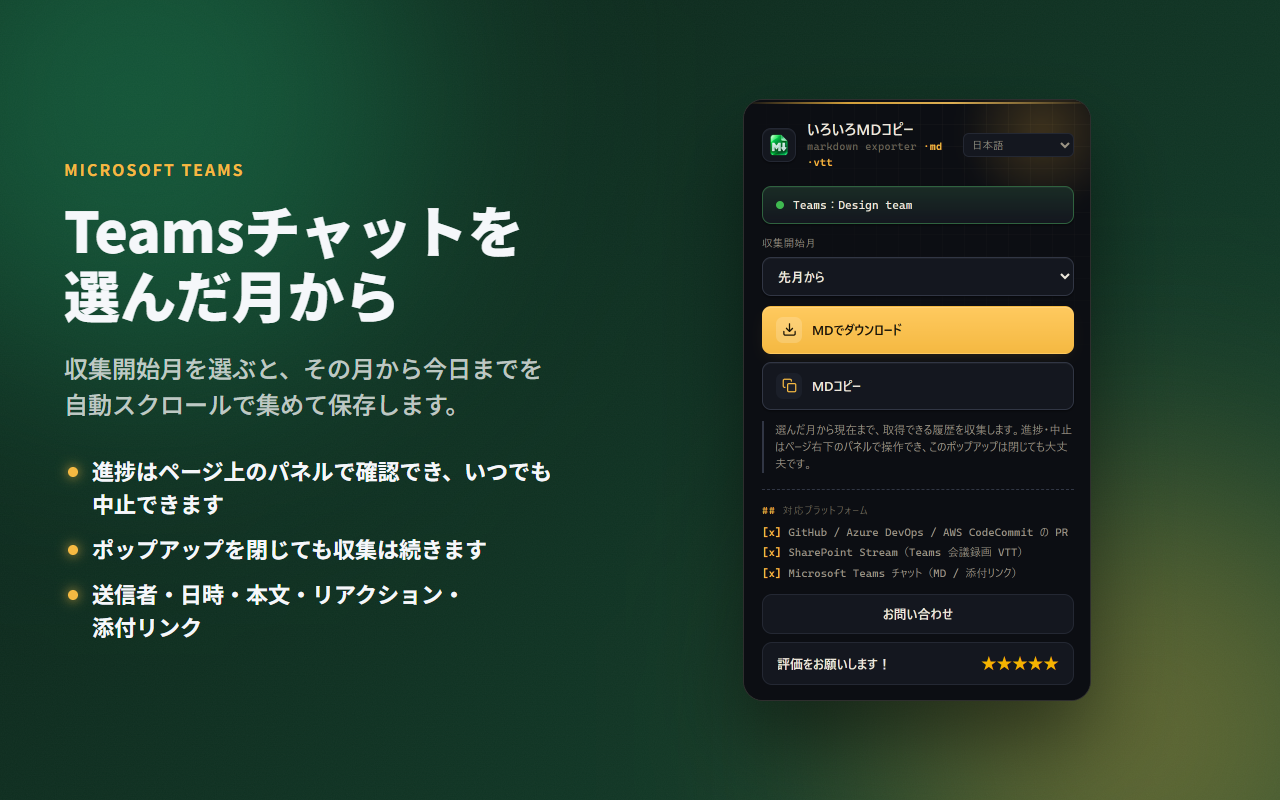 MICROSOFT TEAMS
Teamsチャットを
選んだ月から
収集開始月を選ぶと、その月から今日までを
自動スクロールで集めて保存します。
進捗はページ上のパネルで確認でき、いつでも
中止できます
ポップアップを閉じても収集は続きます
送信者・日時・本文・リアクション・
添付リンク
いろいろMDコピー
markdown exporter ·md
·vtt
日本語
Teams：Design team
収集開始月
先月から
MDでダウンロード
MDコピー
選んだ月から現在まで、取得できる履歴を収集します。進捗・中止
はページ右下のパネルで操作でき、このポップアップは閉じても大丈
夫です。
## 対応プラットフォーム
[x] GitHub / Azure DevOps / AWS CodeCommit の PR
[x] SharePoint Stream（Teams 会議録画 VTT）
[x] Microsoft Teams チャット（MD / 添付リンク）
お問い合わせ
評価をお願いします！ ★★★★★